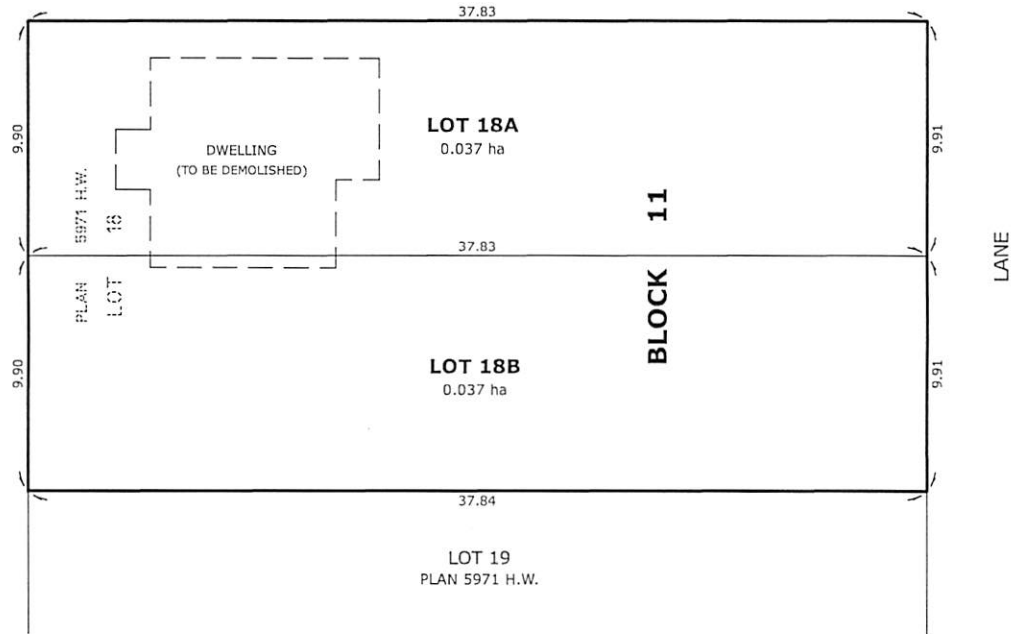 37.83
9.90
LOT 18A
0.037 ha
9.91
DWELLING
(TO BE DEMOLISHED)
PLAN 5971 H.W.
LOT 18
37.83
BLOCK 11
LANE
9.90
LOT 18B
0.037 ha
9.91
37.84
LOT 19
PLAN 5971 H.W.